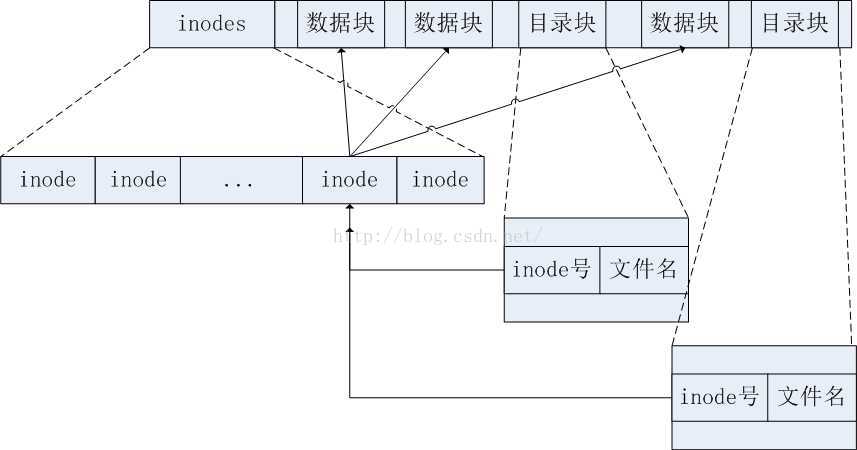 inodes 数据块 数据块 目录块 数据块 目录块
inode inode ... inode inode
http://blog.csdn.net/
inode号 文件名
inode号 文件名